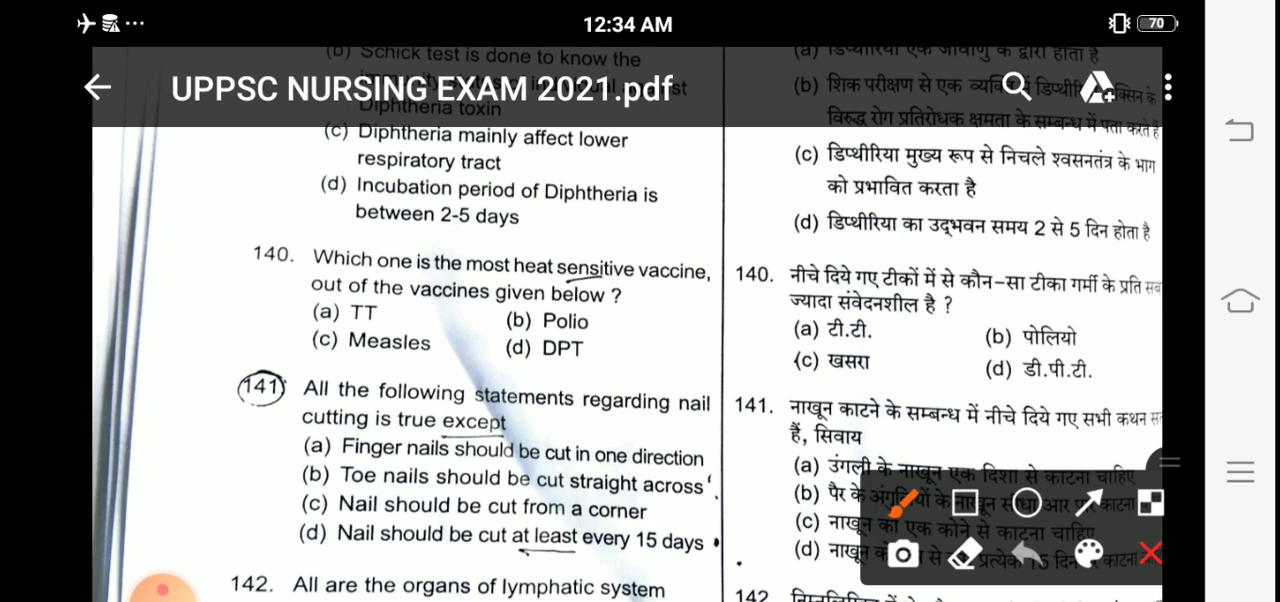 12:34 AM
70
UPPSC NURSING EXAM 2021.pdf
(b) Schick test is done to know the
Diphtheria toxin
(c) Diphtheria mainly affect lower
respiratory tract
(d) Incubation period of Diphtheria is
between 2-5 days
140. Which one is the most heat sensitive vaccine,
out of the vaccines given below ?
(a) TT
(b) Polio
(c) Measles
(d) DPT
141. All the following statements regarding nail
cutting is true except
(a) Finger nails should be cut in one direction
(b) Toe nails should be cut straight across
(c) Nail should be cut from a corner
(d) Nail should be cut at least every 15 days
142. All are the organs of lymphatic system
(a) डिप्थीरिया एक जीवाणु के द्वारा होता है
(b) शिक परीक्षण से एक
विरुद्ध रोग प्रतिरोधक क्षमता के सम्बन्ध में पता करते हैं
(c) डिप्थीरिया मुख्य रूप से निचले श्वसनतंत्र के भाग
को प्रभावित करता है
(d) डिप्थीरिया का उद्‌भवन समय 2 से 5 दिन होता है
140. नीचे दिये गए टीकों में से कौन-सा टीका गर्मी के प्रति
ज्यादा संवेदनशील है ?
(a) टी.टी.
(b) पोलियो
(c) खसरा
(d) डी.पी.टी.
141. नाखून काटने के सम्बन्ध में नीचे दिये गए सभी कथन
हैं, सिवाय
(a) उंगली के नाखून एक दिशा से काटना चाहिए
(b) पैर के
(c) नाखून को एक कोने से काटना चाहिए
(d)
142